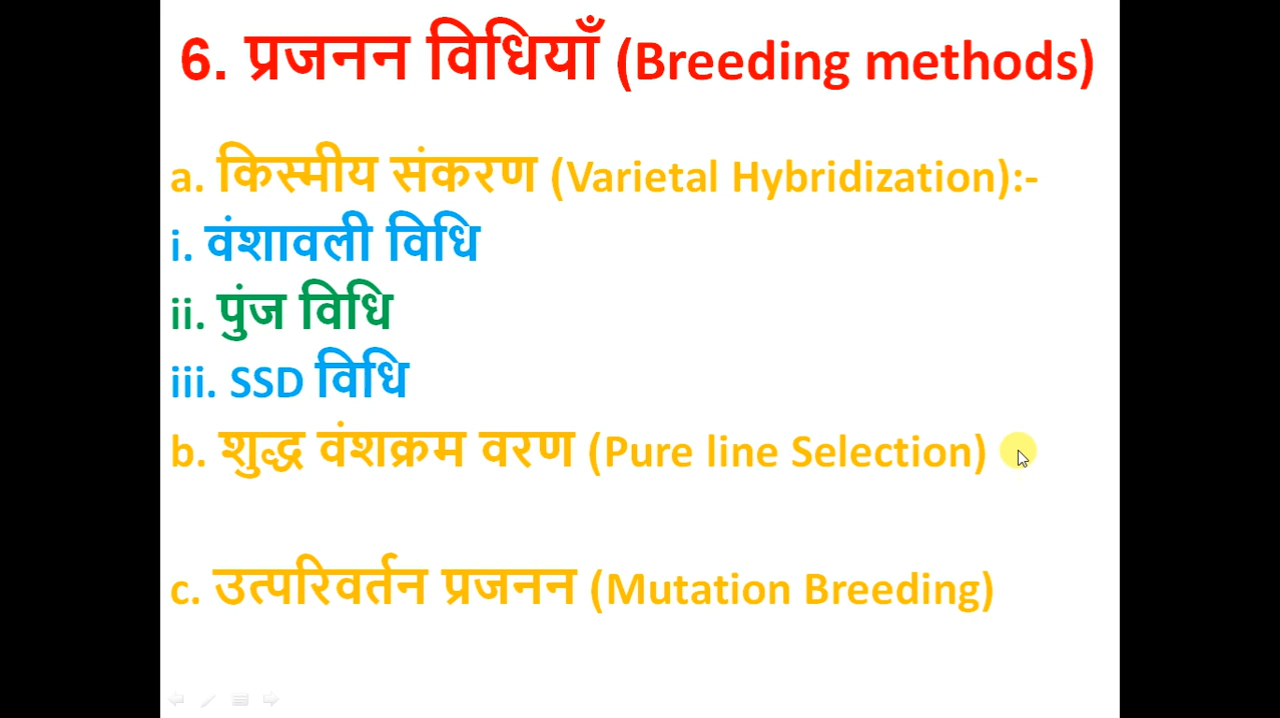 6. प्रजनन विधियाँ (Breeding methods)
a. किस्मीय संकरण (Varietal Hybridization):-
i. वंशावली विधि
ii. पुंज विधि
iii. SSD विधि
b. शुद्ध वंशक्रम वरण (Pure line Selection)
c. उत्परिवर्तन प्रजनन (Mutation Breeding)